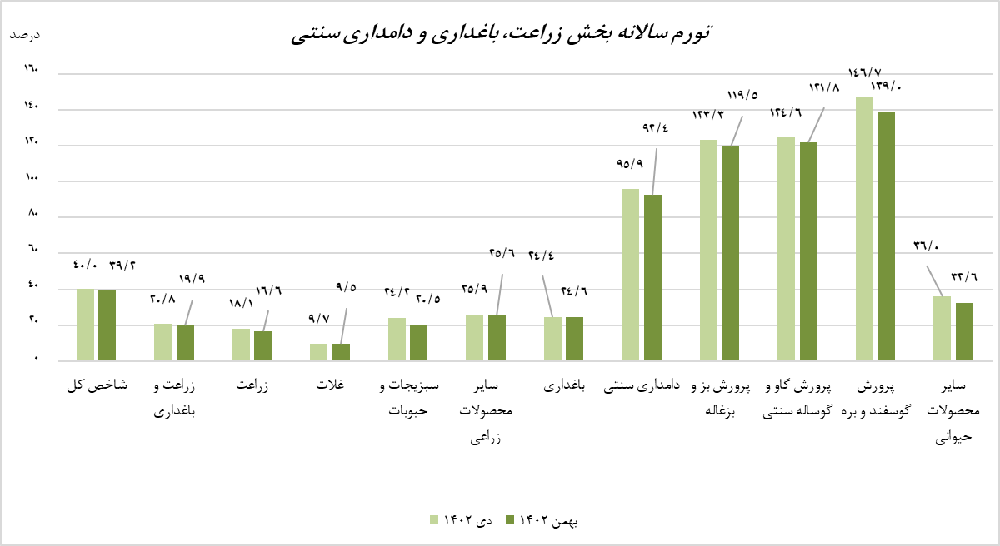 تورم سالانه بخش زراعت، باغداری و دامداری سنتی
درصد
۱۶۰
۱۴۰
۱۲۰
۱۰۰
۸۰
۶۰
۴۰
۲۰
۰
۴۰/۰
۳۹/۲
۲۰/۸
۱۹/۹
۱۸/۱
۱۶/۶
۹/۷
۹/۵
۲۴/۲
۲۰/۵
۲۵/۹
۲۵/۶
۲۴/۴
۲۴/۶
۹۵/۹
۹۲/۴
۱۲۳/۳
۱۱۹/۵
۱۲۴/۶
۱۲۱/۸
۱۴۶/۷
۱۳۹/۰
۳۶/۰
۳۲/۶
شاخص کل
زراعت و
باغداری
زراعت
غلات
سبزیجات و
حبوبات
سایر
محصولات
زراعی
باغداری
دامداری سنتی
پرورش بز و
بزغاله
پرورش گاو و
گوساله سنتی
پرورش
گوسفند و بره
سایر
محصولات
حیوانی
دی ۱۴۰۲
بهمن ۱۴۰۲